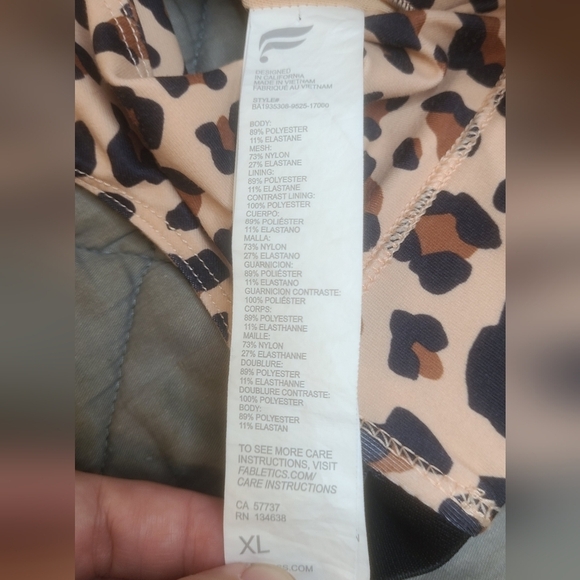 DESIGNED
IN CALIFORNIA
MADE IN VIETNAM
FABRIQUE AU VIETNAM
STYLE#
BODY:
89% POLYESTER
11% ELASTANE
MESH:
73% NYLON
27% ELASTANE
LINING:
89% POLYESTER
11% ELASTANE
CONTRAST LINING:
100% POLYESTER
CUERPO:
89% POLIÉSTER
11% ELASTANO
MALLA:
73% NYLON
27% ELASTANO
GUARNICION:
89% POLIÉSTER
11% ELASTANO
GUARNICION CONTRASTE:
100% POLIÉSTER
CORPS:
89% POLYESTER
11% ELASTHANNE
MAILLE:
73% NYLON
27% ELASTHANNE
DOUBLURE:
89% POLYESTER
11% ELASTHANNE
DOUBLURE CONTRASTE:
100% POLYESTER
BODY:
89% POLYESTER
11% ELASTAN
TO SEE MORE CARE
INSTRUCTIONS, VISIT
FABLETICS.COM/
CARE INSTRUCTIONS
CA 57737
RN 134638
XL